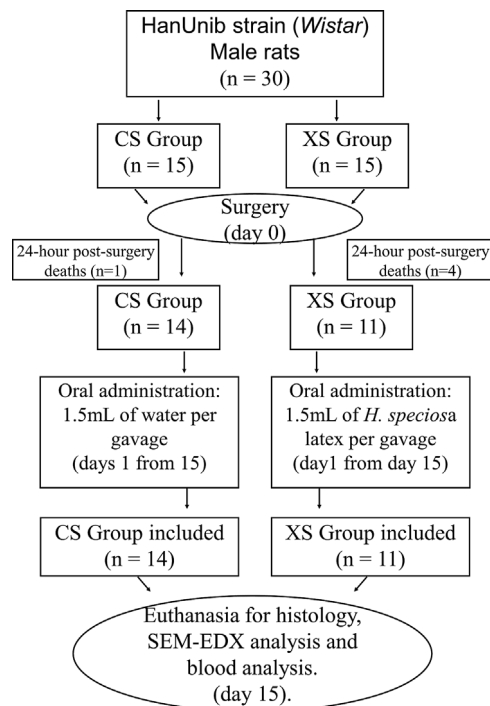 HanUnib strain (Wistar)
Male rats
(n = 30)
CS Group
(n = 15)
XS Group
(n = 15)
Surgery
(day 0)
24-hour post-surgery
deaths (n=1)
24-hour post-surgery
deaths (n=4)
CS Group
(n = 14)
XS Group
(n = 11)
Oral administration:
1.5mL of water per
gavage
(days 1 from 15)
Oral administration:
1.5mL of H. speciosa
latex per gavage
(day1 from day 15)
CS Group included
(n = 14)
XS Group included
(n = 11)
Euthanasia for histology,
SEM-EDX analysis and
blood analysis.
(day 15).